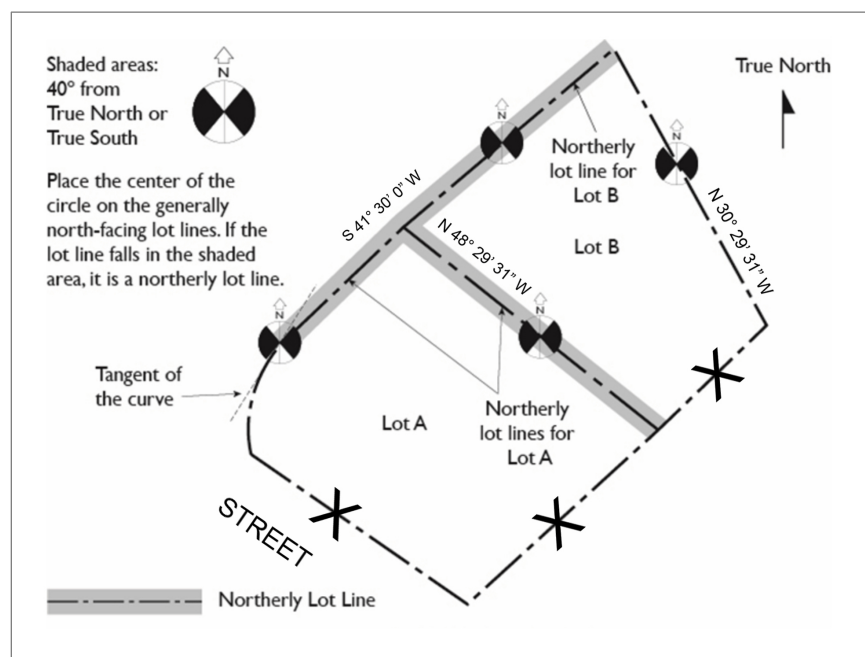 Shaded areas:
40° from
True North or
True South
N
Place the center of the
circle on the generally
north-facing lot lines. If the
lot line falls in the shaded
area, it is a northerly lot line.
True North
N
N
Northerly
lot line for
Lot B
S 41° 30' 0" W
N 48° 29' 31" W
N 30° 29' 31" W
Lot B
N
N
Tangent of
the curve
Lot A
Northerly
lot lines for
Lot A
STREET
Northerly Lot Line